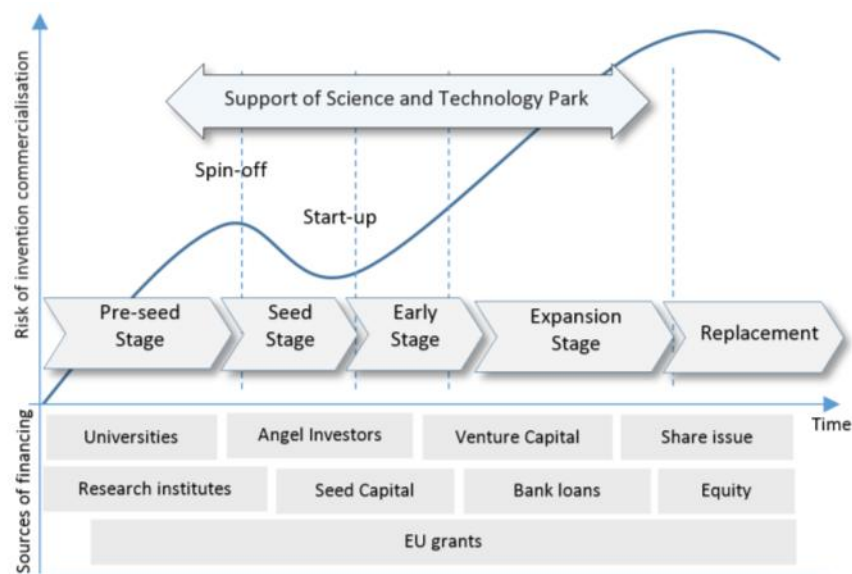 Risk of invention commercialisation
Support of Science and Technology Park
Spin-off
Start-up
Pre-seed
Stage
Seed
Stage
Early
Stage
Expansion
Stage
Replacement
Time
Sources of financing
Universities
Angel Investors
Venture Capital
Share issue
Research institutes
Seed Capital
Bank loans
Equity
EU grants